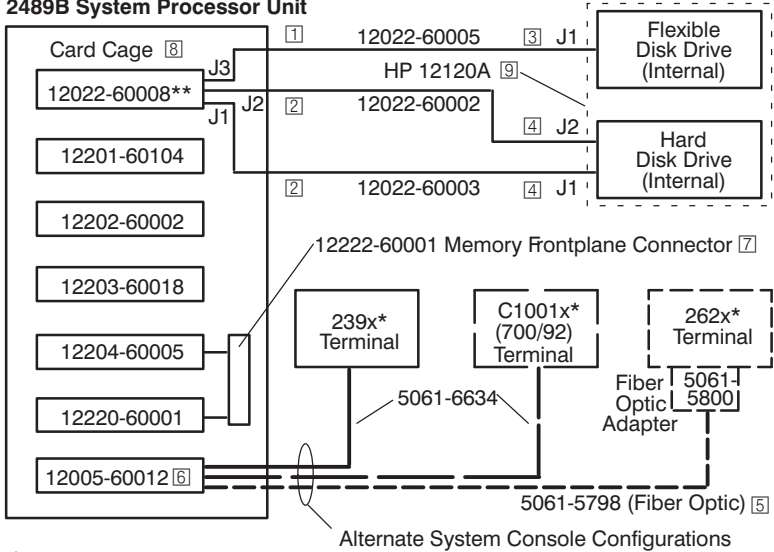 2489B System Processor Unit
Card Cage 8
J3
12022-60008**
J1
J2
1
12022-60005
3 J1
HP 12120A 9
2
12022-60002
4 J2
2
12022-60003
4 J1
Flexible
Disk Drive
(Internal)
Hard
Disk Drive
(Internal)
12201-60104
12202-60002
12203-60018
12204-60005
12220-60001
12005-60012 6
12222-60001 Memory Frontplane Connector 7
239x*
Terminal
C1001x*
(700/92)
Terminal
262x*
Terminal
5061-6634
Fiber
Optic
Adapter
5061-
5800
5061-5798 (Fiber Optic) 5
Alternate System Console Configurations